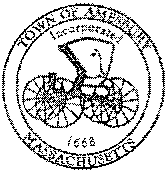 TOWN OF AMESBURY
Incorporated
1668
MASSACHUSETTS